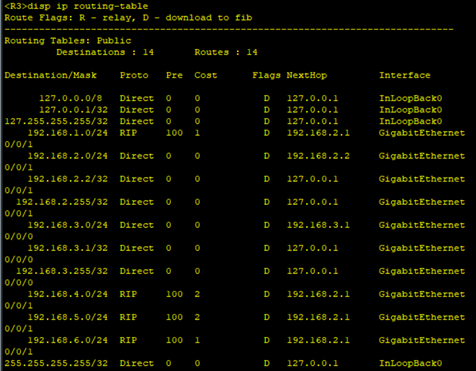 <R3>disp ip routing-table
Route Flags: R - relay, D - download to fib
------------------------------------------------------------------------------
Routing Tables: Public
         Destinations : 14       Routes : 14

Destination/Mask    Proto   Pre  Cost      Flags NextHop         Interface

      127.0.0.0/8   Direct  0    0           D   127.0.0.1       InLoopBack0
      127.0.0.1/32  Direct  0    0           D   127.0.0.1       InLoopBack0
127.255.255.255/32  Direct  0    0           D   127.0.0.1       InLoopBack0
    192.168.1.0/24  RIP     100  1           D   192.168.2.1     GigabitEthernet
0/0/1
    192.168.2.0/24  Direct  0    0           D   192.168.2.2     GigabitEthernet
0/0/1
    192.168.2.2/32  Direct  0    0           D   127.0.0.1       GigabitEthernet
0/0/1
  192.168.2.255/32  Direct  0    0           D   127.0.0.1       GigabitEthernet
0/0/1
    192.168.3.0/24  Direct  0    0           D   192.168.3.1     GigabitEthernet
0/0/0
    192.168.3.1/32  Direct  0    0           D   127.0.0.1       GigabitEthernet
0/0/0
  192.168.3.255/32  Direct  0    0           D   127.0.0.1       GigabitEthernet
0/0/0
    192.168.4.0/24  RIP     100  2           D   192.168.2.1     GigabitEthernet
0/0/1
    192.168.5.0/24  RIP     100  2           D   192.168.2.1     GigabitEthernet
0/0/1
    192.168.6.0/24  RIP     100  1           D   192.168.2.1     GigabitEthernet
0/0/1
255.255.255.255/32  Direct  0    0           D   127.0.0.1       InLoopBack0